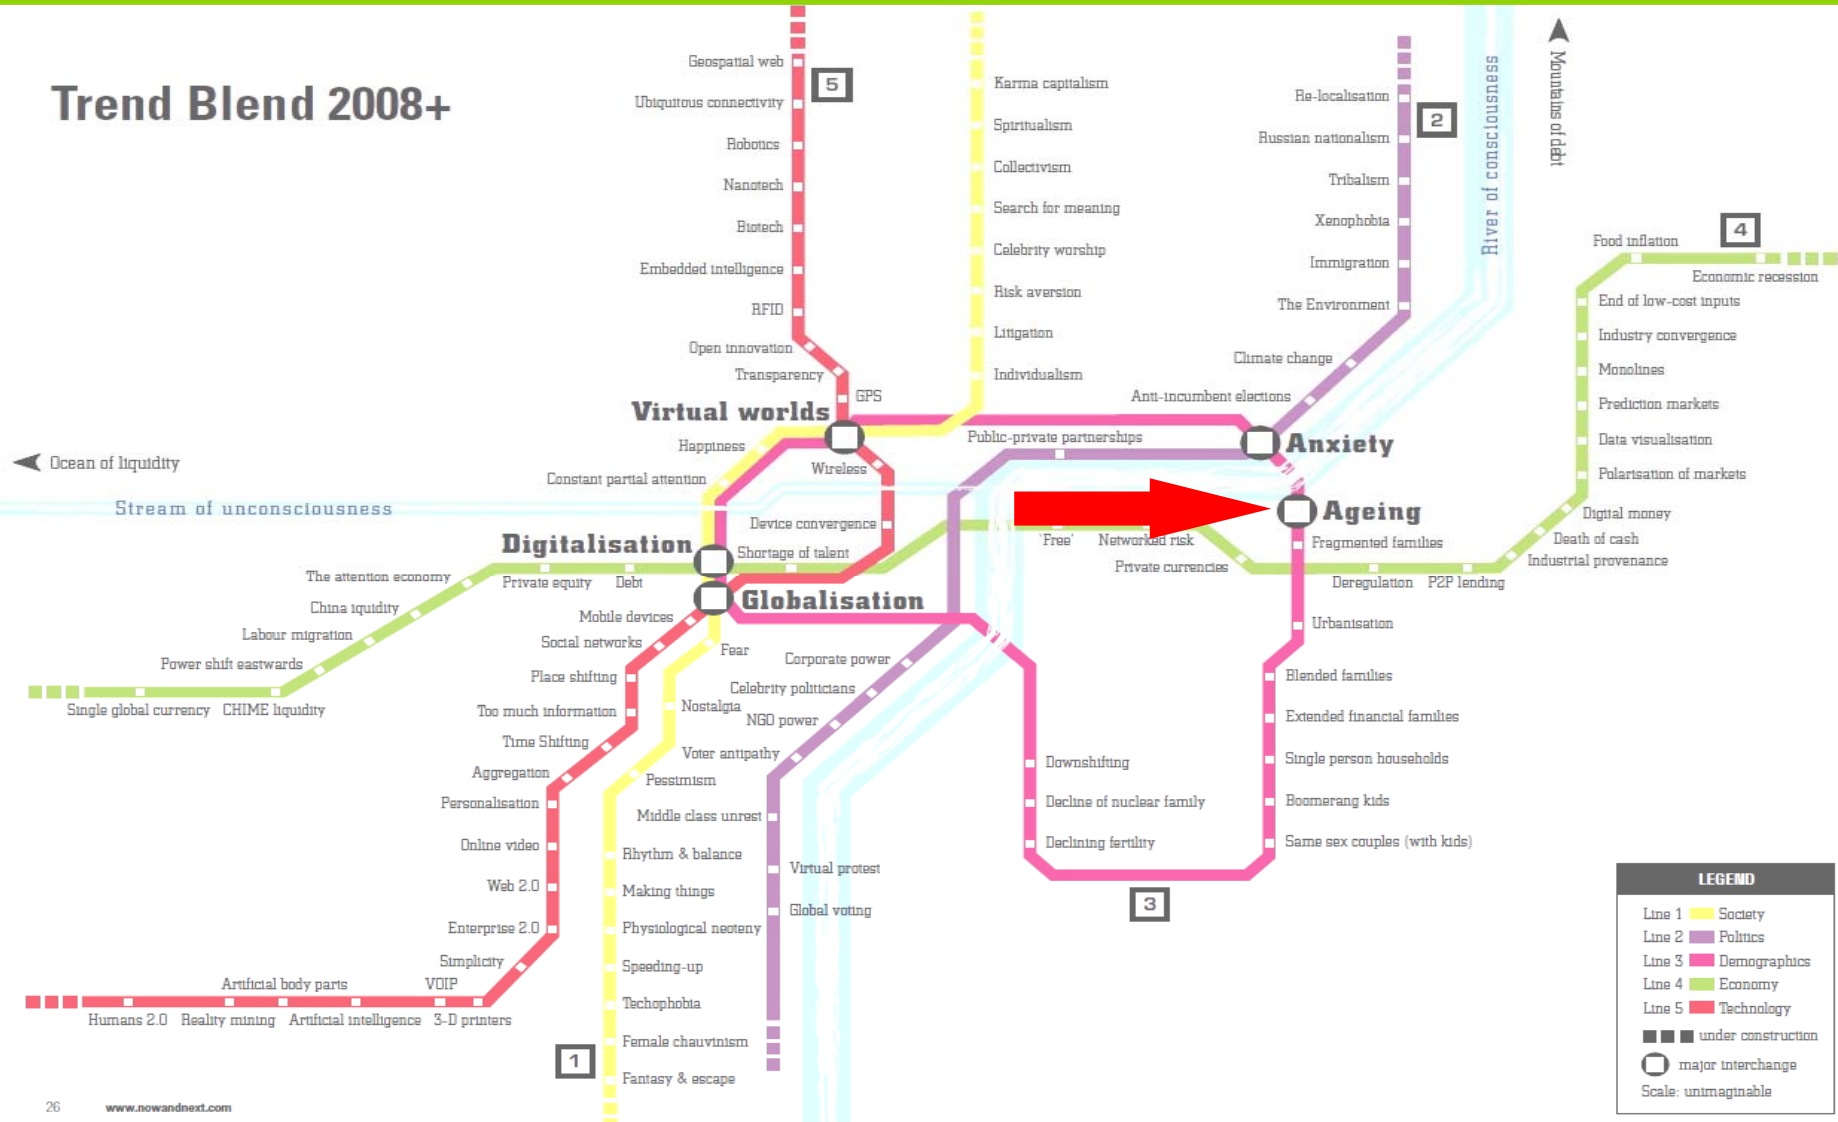 Trend Blend 2008+
Geospatial web
5
Ubiquitous connectivity
Robotics
Nanotech
Biotech
Embedded intelligence
RFID
Open innovation
Transparency
GPS
Virtual worlds
Karma capitalism
Spiritualism
Collectivism
Search for meaning
Celebrity worship
Risk aversion
Litigation
Individualism
Re-localisation
2
Russian nationalism
Tribalism
Xenophobia
Immigration
The Environment
Climate change
Anti-incumbent elections
Public-private partnerships
Anxiety
River of consciousness
Mountains of debt
4
Food inflation
Economic recession
End of low-cost inputs
Industry convergence
Monolines
Prediction markets
Data visualisation
Polarisation of markets
Digital money
Death of cash
Industrial provenance
P2P lending
Deregulation
Ocean of liquidity
Stream of unconsciousness
Happiness
Constant partial attention
Wireless
Device convergence
Digitalisation
Shortage of talent
Globalisation
The attention economy
Private equity
Debt
China iquidity
Labour migration
Power shift eastwards
Single global currency
CHIME liquidity
'Free'
Networked risk
Private currencies
Ageing
Fragmented families
Urbanisation
Blended families
Extended financial families
Single person households
Boomerang kids
Same sex couples (with kids)
Downshifting
Decline of nuclear family
Declining fertility
3
Mobile devices
Social networks
Place shifting
Too much information
Time Shifting
Aggregation
Personalisation
Online video
Web 2.0
Enterprise 2.0
Simplicity
VOIP
Artificial body parts
Humans 2.0
Reality mining
Artificial intelligence
3-D printers
Fear
Nostalgia
Pessimism
Rhythm & balance
Making things
Physiological neoteny
Speeding-up
Techophobia
Female chauvinism
Fantasy & escape
1
Corporate power
Celebrity politicians
NGO power
Voter antipathy
Middle class unrest
Virtual protest
Global voting
LEGEND
Line 1 Society
Line 2 Politics
Line 3 Demographics
Line 4 Economy
Line 5 Technology
under construction
major interchange
Scale: unimaginable
26
www.nowandnext.com